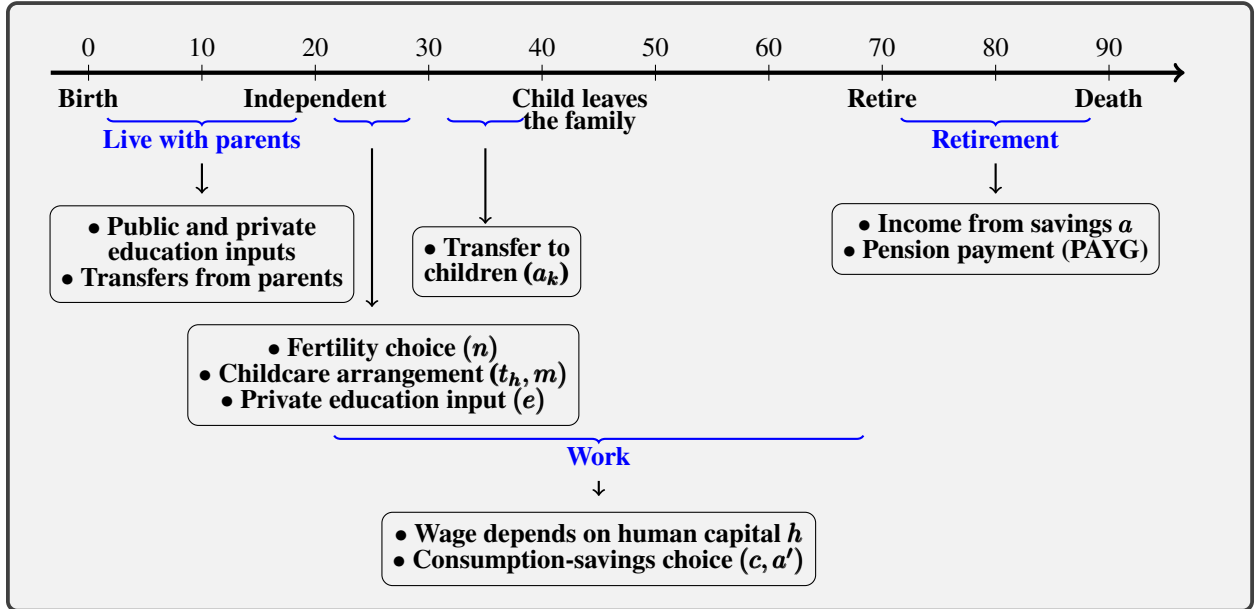 0 10 20 30 40 50 60 70 80 90
Birth Independent Child leaves Retire Death
the family
Live with parents Retirement
• Public and private
education inputs
• Transfers from parents
• Transfer to
children (aₖ)
• Income from savings a
• Pension payment (PAYG)
• Fertility choice (n)
• Childcare arrangement (tₕ, m)
• Private education input (e)
Work
• Wage depends on human capital h
• Consumption-savings choice (c, a′)